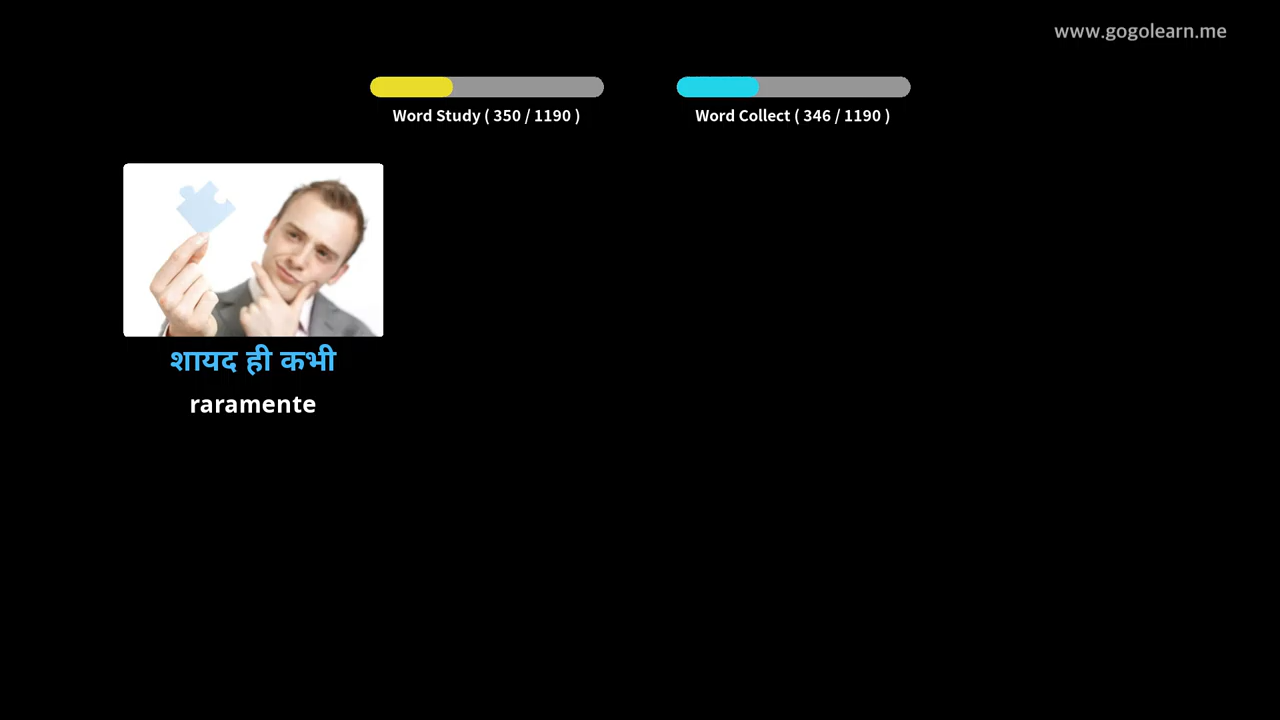 www.gogolearn.me
Word Study ( 350 / 1190 )
Word Collect ( 346 / 1190 )
शायद ही कभी
raramente